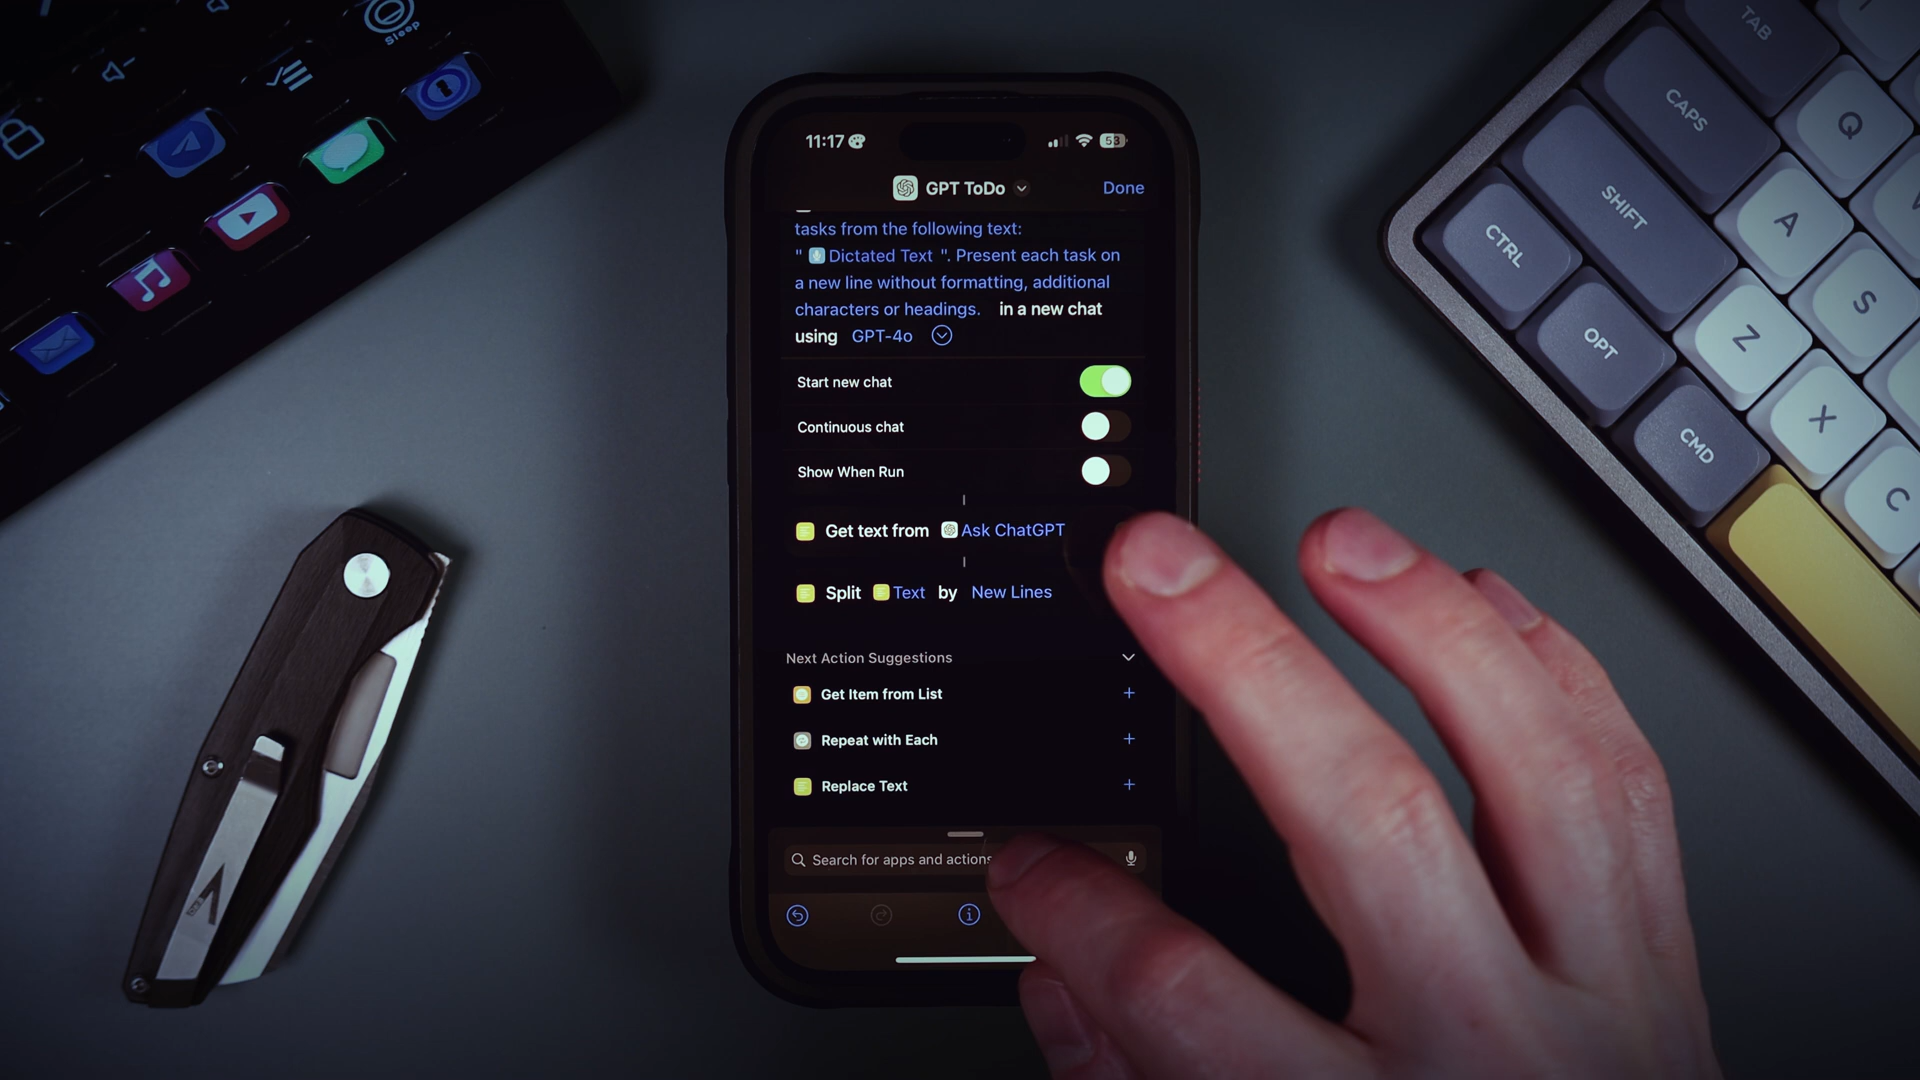 Sleep
11:17
53
GPT ToDo
Done
tasks from the following text:
" Dictated Text ". Present each task on
a new line without formatting, additional
characters or headings. in a new chat
using GPT-4o
Start new chat
Continuous chat
Show When Run
Get text from Ask ChatGPT
Split Text by New Lines
Next Action Suggestions
Get Item from List
Repeat with Each
Replace Text
Search for apps and actions
TAB
CAPS
Q
SHIFT
A
CTRL
S
Z
OPT
X
CMD
C